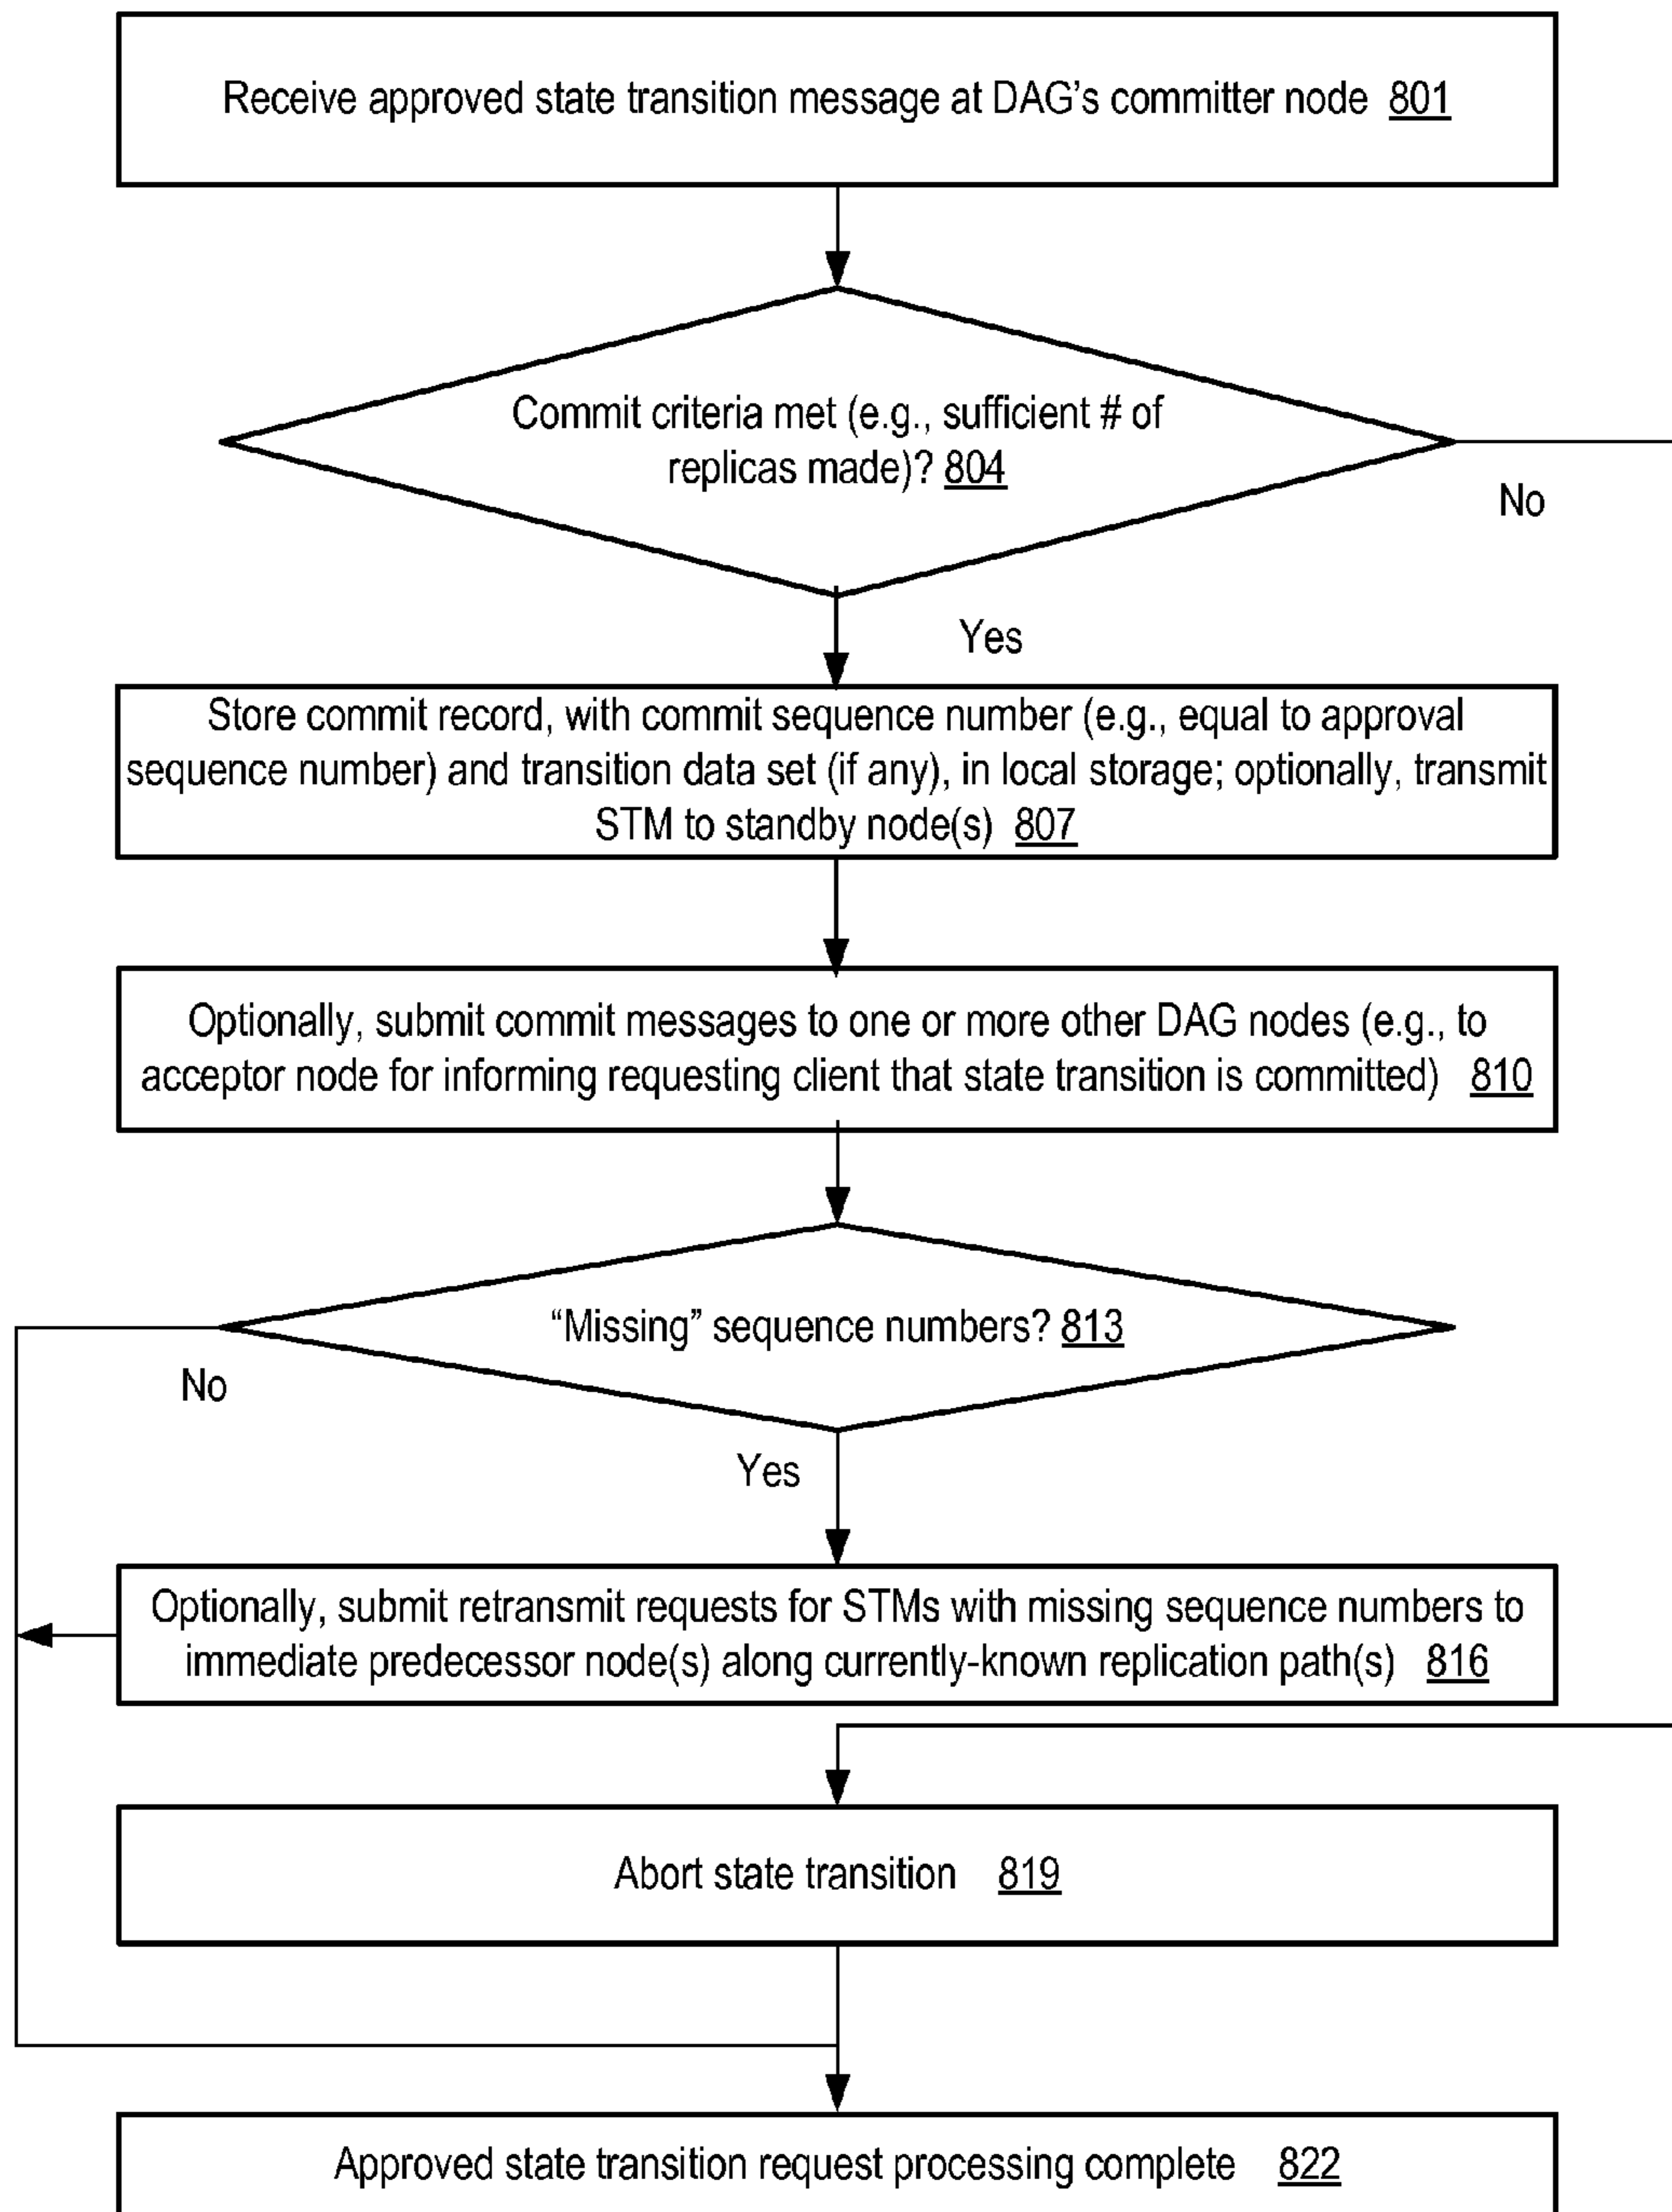 Receive approved state transition message at DAG's committer node 801
Commit criteria met (e.g., sufficient # of
replicas made)? 804
No
Yes
Store commit record, with commit sequence number (e.g., equal to approval
sequence number) and transition data set (if any), in local storage; optionally, transmit
STM to standby node(s) 807
Optionally, submit commit messages to one or more other DAG nodes (e.g., to
acceptor node for informing requesting client that state transition is committed) 810
“Missing” sequence numbers? 813
No
Yes
Optionally, submit retransmit requests for STMs with missing sequence numbers to
immediate predecessor node(s) along currently-known replication path(s) 816
Abort state transition 819
Approved state transition request processing complete 822